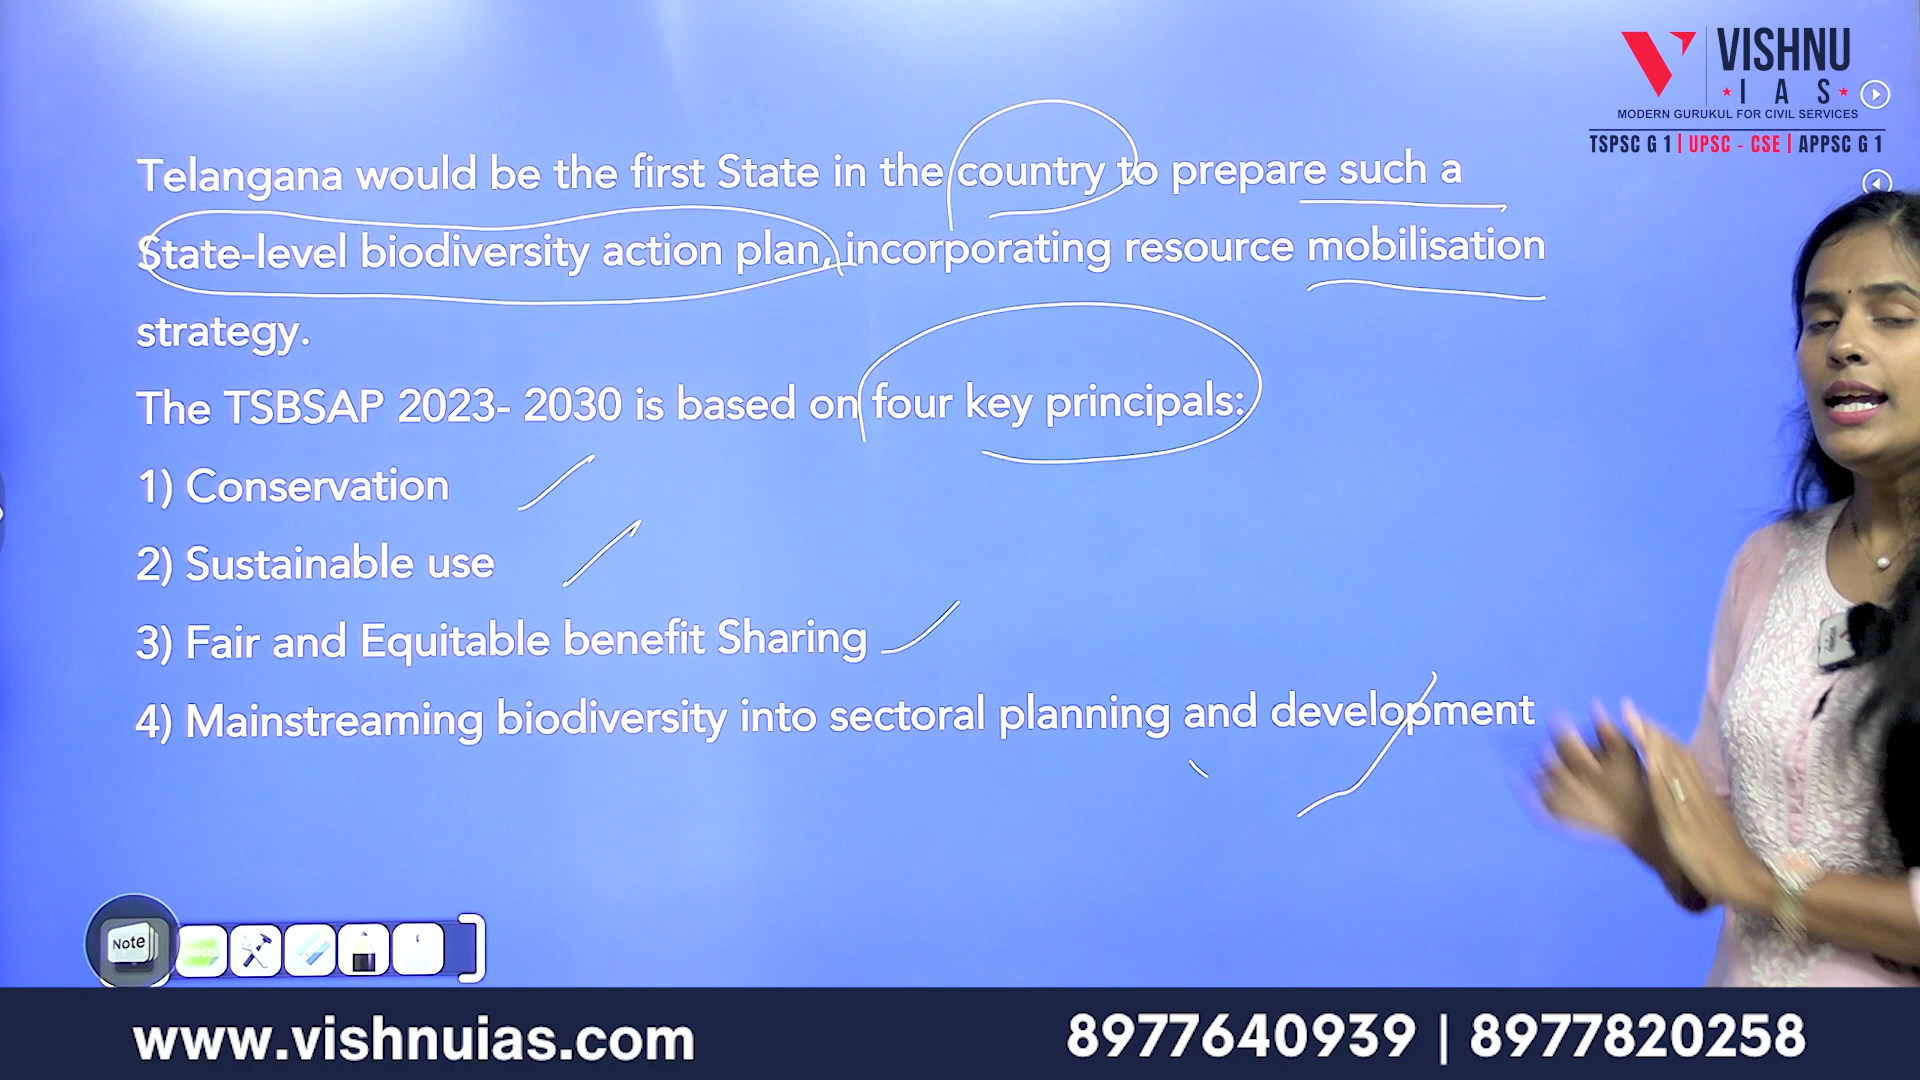 VISHNU
IAS
MODERN GURUKUL FOR CIVIL SERVICES
TSPSC G 1 | UPSC - CSE | APPSC G 1
Telangana would be the first State in the country to prepare such a
State-level biodiversity action plan, incorporating resource mobilisation
strategy.
The TSBSAP 2023- 2030 is based on four key principals:
1) Conservation
2) Sustainable use
3) Fair and Equitable benefit Sharing
4) Mainstreaming biodiversity into sectoral planning and development
Note
www.vishnuias.com
8977640939 | 8977820258